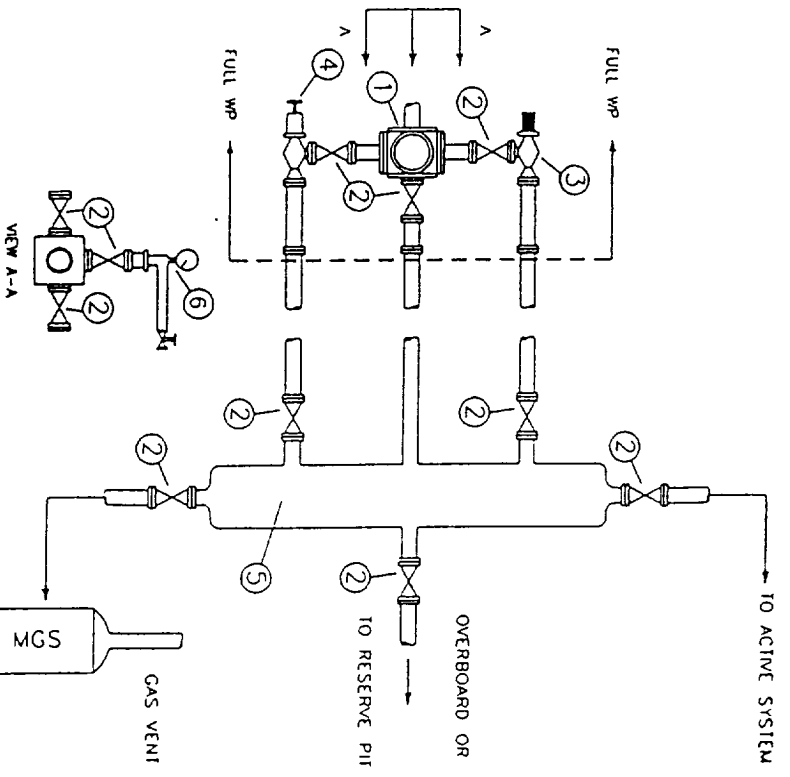 A
A
FULL WP
FULL WP
4
1
2
3
2
2
2
6
VIEW A-A
2
2
2
2
2
5
2
OVERBOARD OR
TO RESERVE PIT
TO ACTIVE SYSTEM
MGS
GAS VENT